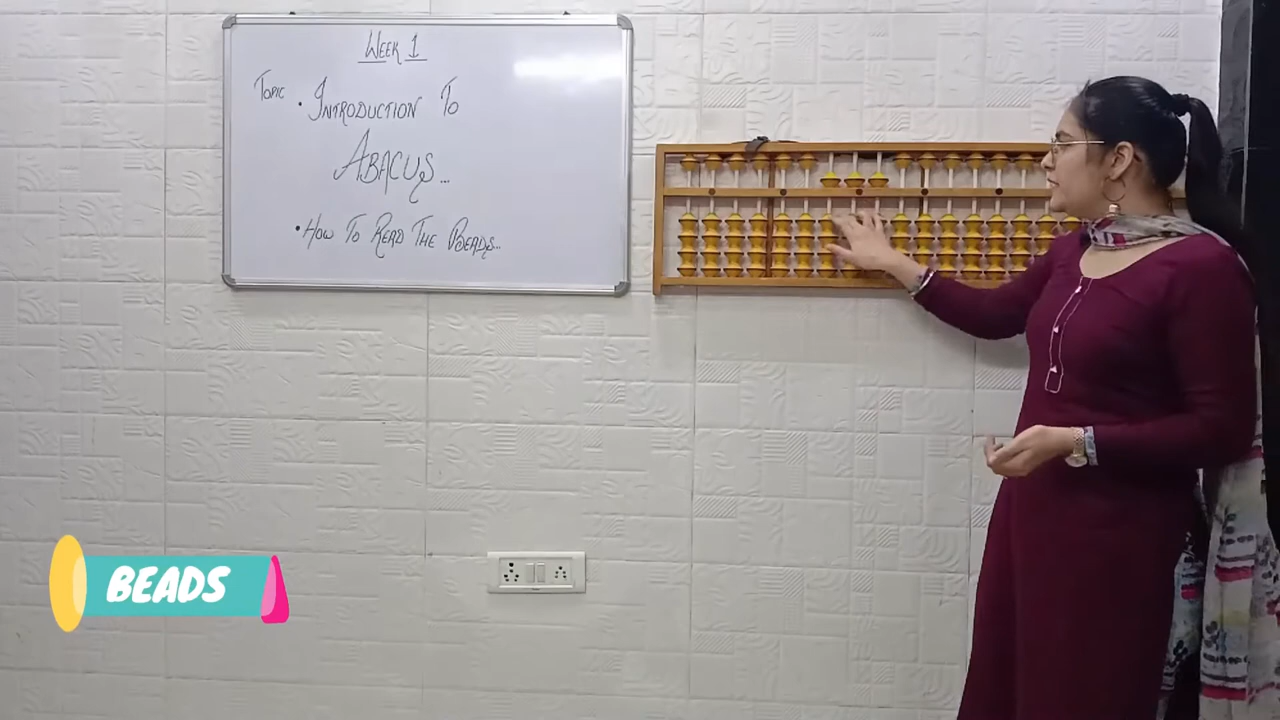 WEEK 1
TOPIC • INTRODUCTION TO
ABACUS...
• HOW TO READ THE BEADS...
BEADS